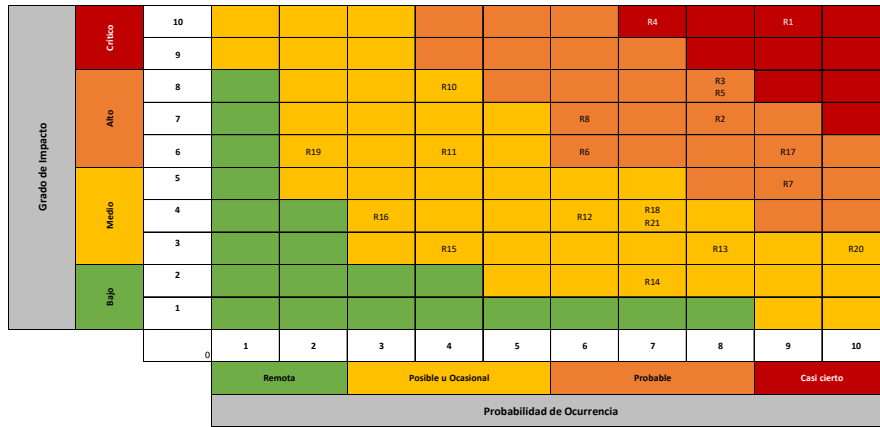 Grado de Impacto
Crítico
Alto
Medio
Bajo
10 R4 R1
9
8 R10 R3
R5
7 R8 R2
6 R19 R11 R6 R17
5 R7
4 R16 R12 R18
R21
3 R15 R13 R20
2 R14
1
0 1 2 3 4 5 6 7 8 9 10
Remota Posible u Ocasional Probable Casi cierto
Probabilidad de Ocurrencia